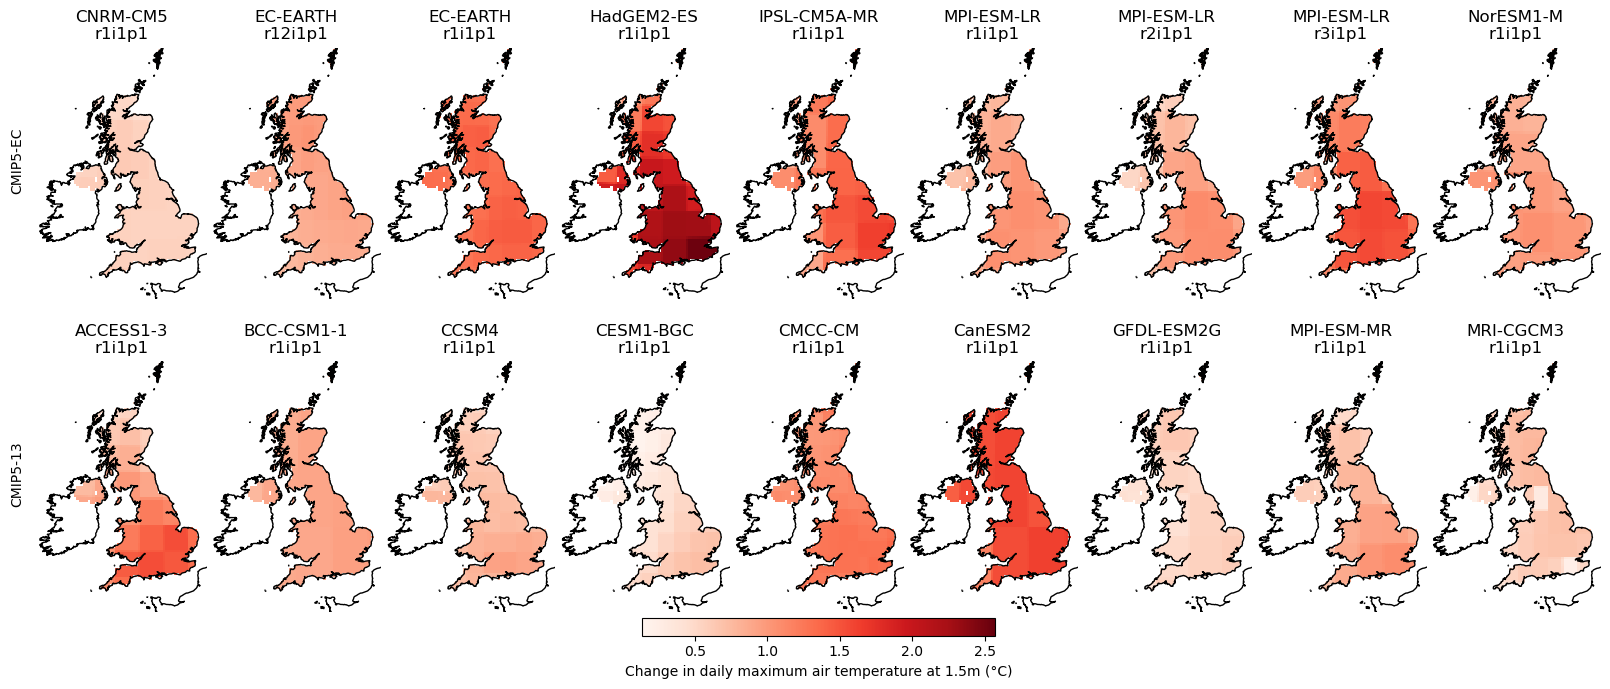 CNRM-CM5 EC-EARTH EC-EARTH HadGEM2-ES IPSL-CM5A-MR MPI-ESM-LR MPI-ESM-LR MPI-ESM-LR NorESM1-M
r1i1p1 r12i1p1 r1i1p1 r1i1p1 r1i1p1 r1i1p1 r2i1p1 r3i1p1 r1i1p1
CMIP5-EC
ACCESS1-3 BCC-CSM1-1 CCSM4 CESM1-BGC CMCC-CM CanESM2 GFDL-ESM2G MPI-ESM-MR MRI-CGCM3
r1i1p1 r1i1p1 r1i1p1 r1i1p1 r1i1p1 r1i1p1 r1i1p1 r1i1p1 r1i1p1
CMIP5-13
0.5 1.0 1.5 2.0 2.5
Change in daily maximum air temperature at 1.5m (°C)